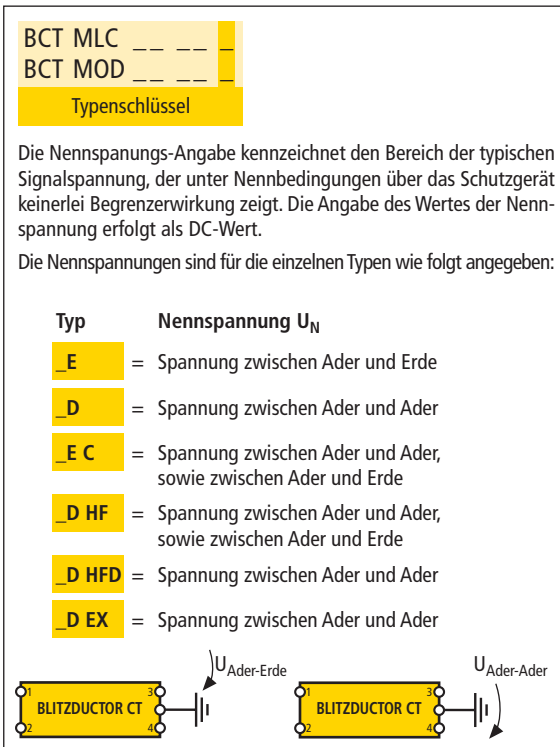 BCT MLC _ _ _ _ _
BCT MOD _ _ _ _ _
Typenschlüssel
Die Nennspanungs-Angabe kennzeichnet den Bereich der typischen
Signalspannung, der unter Nennbedingungen über das Schutzgerät
keinerlei Begrenzerwirkung zeigt. Die Angabe des Wertes der Nenn-
spannung erfolgt als DC-Wert.
Die Nennspannungen sind für die einzelnen Typen wie folgt angegeben:
Typ Nennspannung UN
_E = Spannung zwischen Ader und Erde
_D = Spannung zwischen Ader und Ader
_E C = Spannung zwischen Ader und Ader,
sowie zwischen Ader und Erde
_D HF = Spannung zwischen Ader und Ader,
sowie zwischen Ader und Erde
_D HFD = Spannung zwischen Ader und Ader
_D EX = Spannung zwischen Ader und Ader
UAder-Erde UAder-Ader
1 3 1 3
BLITZDUCTOR CT BLITZDUCTOR CT
2 4 2 4